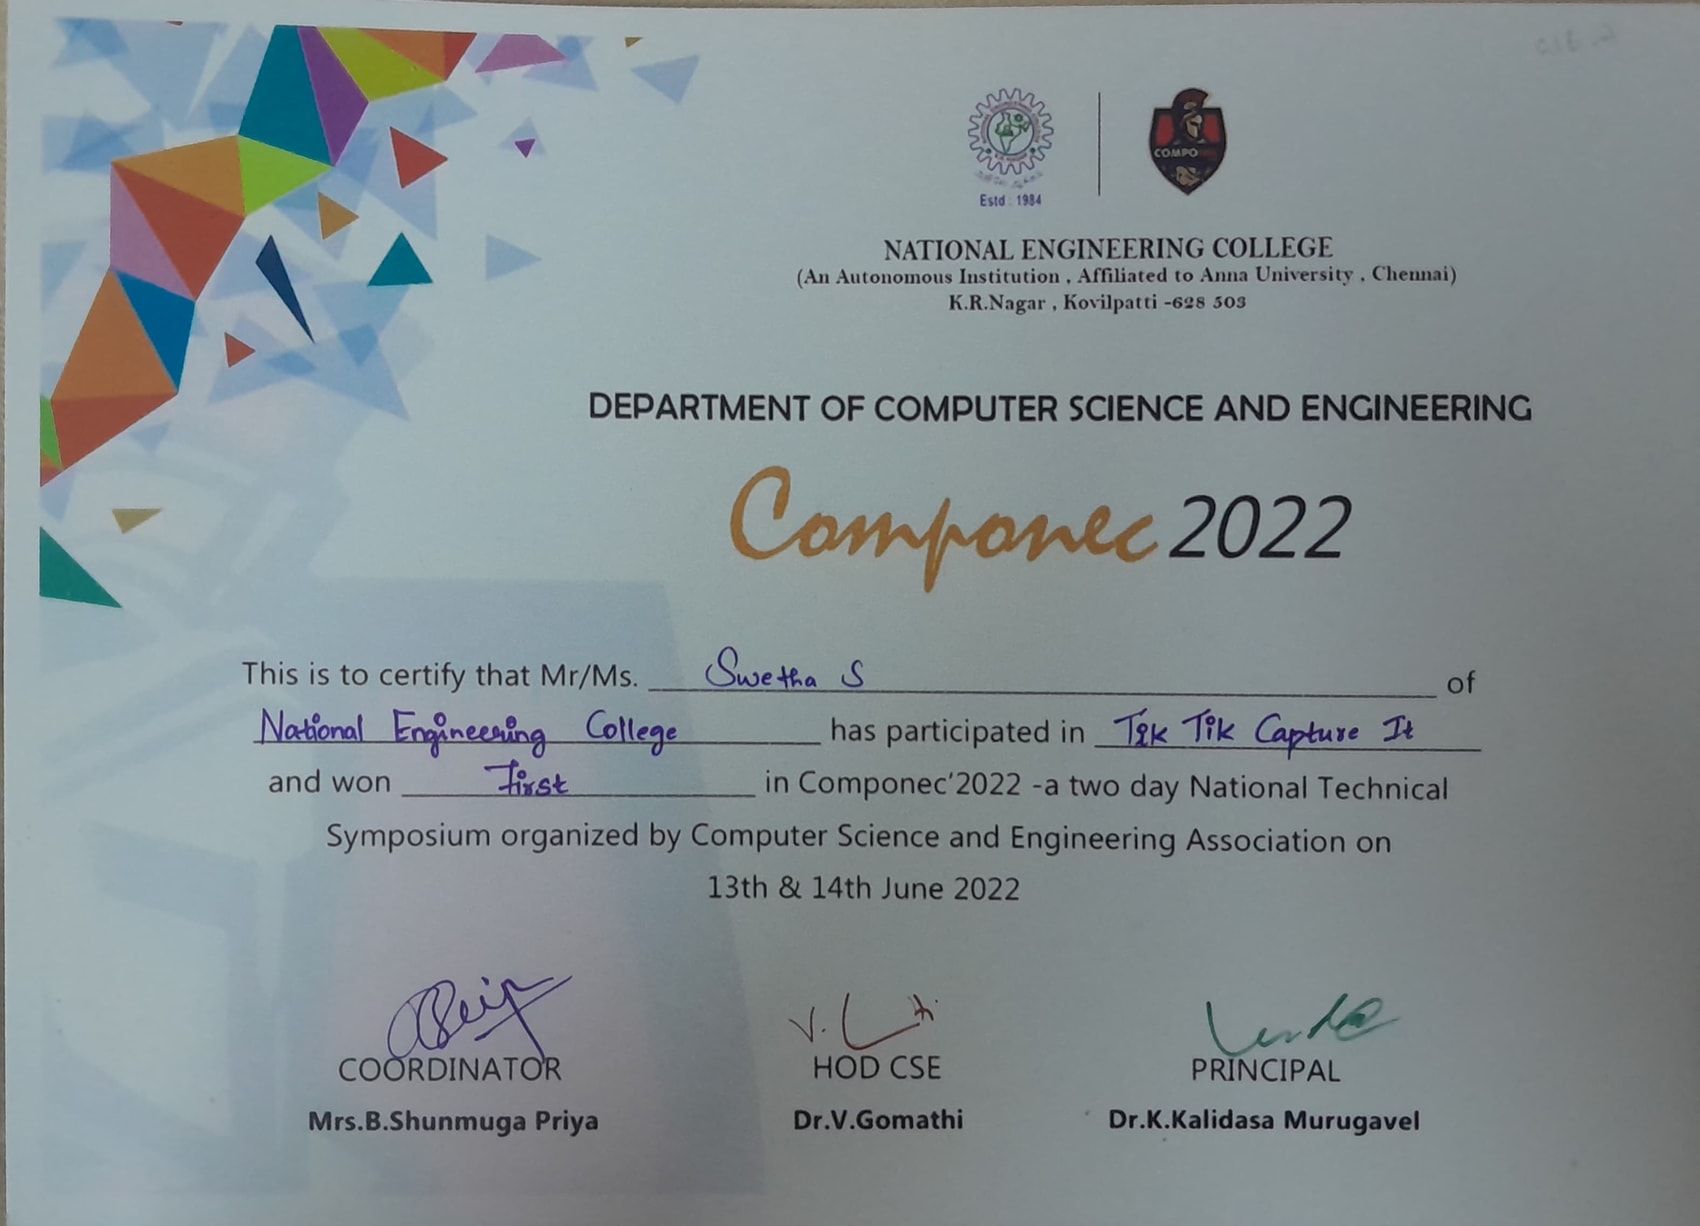 Estd : 1984
COMPO
NATIONAL ENGINEERING COLLEGE
(An Autonomous Institution , Affiliated to Anna University , Chennai)
K.R.Nagar , Kovilpatti -628 503
DEPARTMENT OF COMPUTER SCIENCE AND ENGINEERING
Componec 2022
This is to certify that Mr/Ms. Swetha S of
National Engineering College has participated in Tik Tik Capture It
and won First in Componec'2022 -a two day National Technical
Symposium organized by Computer Science and Engineering Association on
13th & 14th June 2022
COORDINATOR HOD CSE PRINCIPAL
Mrs.B.Shunmuga Priya Dr.V.Gomathi Dr.K.Kalidasa Murugavel